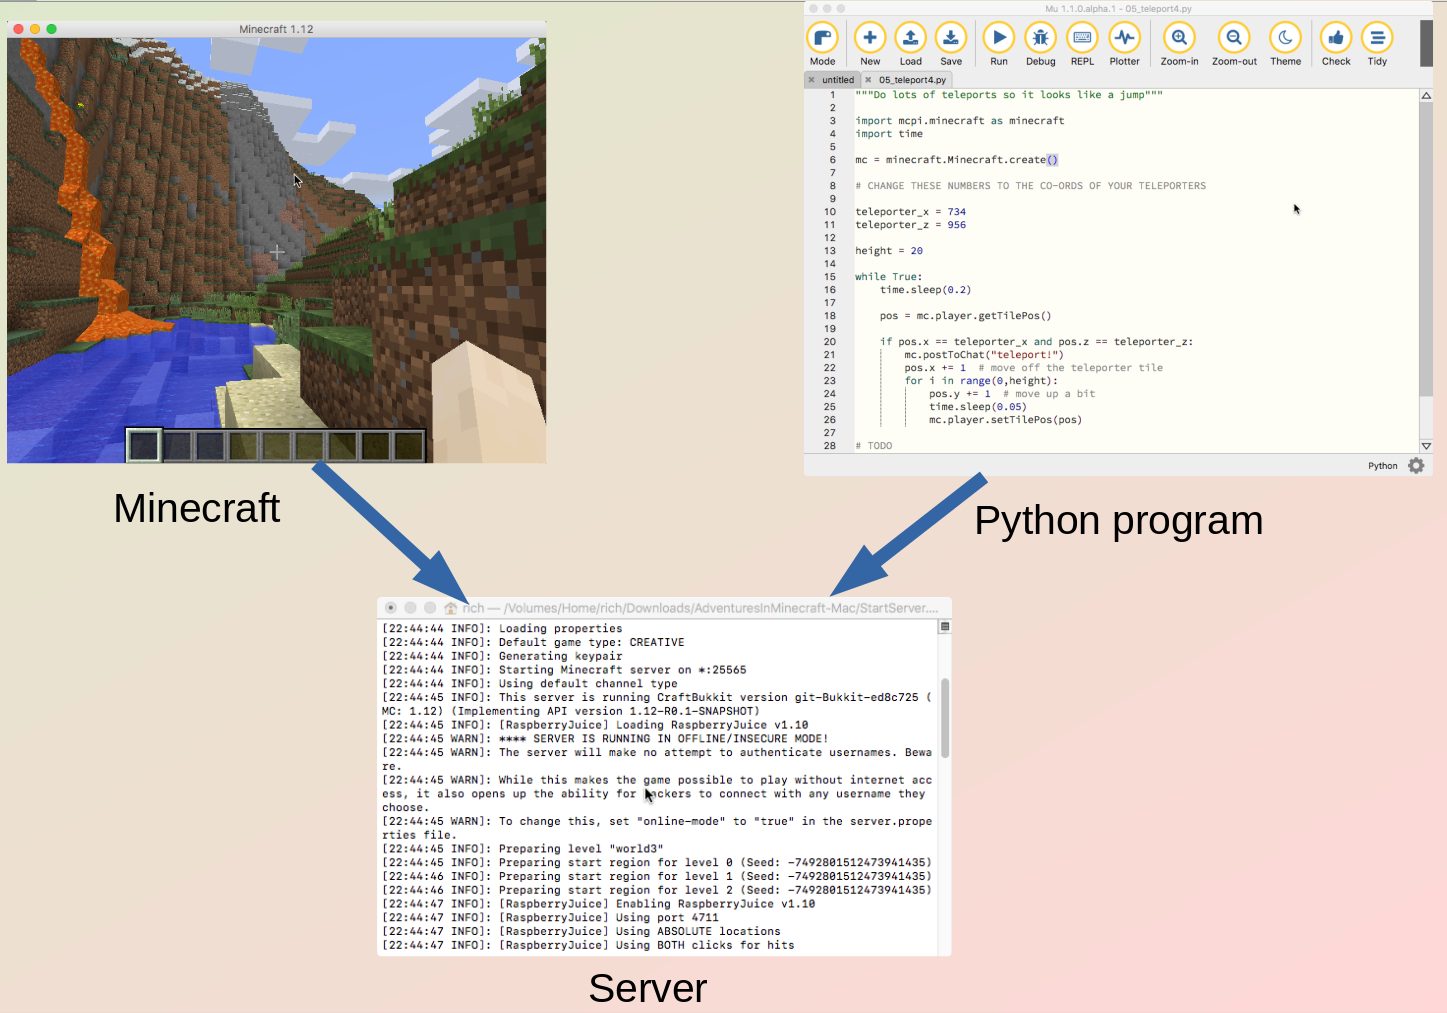 Minecraft 1.12
Minecraft
Mu 1.1.0.alpha.1 - 05_teleport4.py
Mode New Load Save Run Debug REPL Plotter Zoom-in Zoom-out Theme Check Tidy
untitled 05_teleport4.py
1 """Do lots of teleports so it looks like a jump"""
2
3 import mcpi.minecraft as minecraft
4 import time
5
6 mc = minecraft.Minecraft.create()
7
8 # CHANGE THESE NUMBERS TO THE CO-ORDS OF YOUR TELEPORTERS
9
10 teleporter_x = 734
11 teleporter_z = 956
12
13 height = 20
14
15 while True:
16 time.sleep(0.2)
17
18 pos = mc.player.getTilePos()
19
20 if pos.x == teleporter_x and pos.z == teleporter_z:
21 mc.postToChat("teleport!")
22 pos.x += 1 # move off the teleporter tile
23 for i in range(0,height):
24 pos.y += 1 # move up a bit
25 time.sleep(0.05)
26 mc.player.setTilePos(pos)
27
28 # TODO
Python
Python program
rich — /Volumes/Home/rich/Downloads/AdventuresInMinecraft-Mac/StartServer....
[22:44:44 INFO]: Loading properties
[22:44:44 INFO]: Default game type: CREATIVE
[22:44:44 INFO]: Generating keypair
[22:44:44 INFO]: Starting Minecraft server on *:25565
[22:44:44 INFO]: Using default channel type
[22:44:45 INFO]: This server is running CraftBukkit version git-Bukkit-ed8c725 (
MC: 1.12) (Implementing API version 1.12-R0.1-SNAPSHOT)
[22:44:45 INFO]: [RaspberryJuice] Loading RaspberryJuice v1.10
[22:44:45 WARN]: **** SERVER IS RUNNING IN OFFLINE/INSECURE MODE!
[22:44:45 WARN]: The server will make no attempt to authenticate usernames. Bewa
re.
[22:44:45 WARN]: While this makes the game possible to play without internet acc
ess, it also opens up the ability for hackers to connect with any username they
choose.
[22:44:45 WARN]: To change this, set "online-mode" to "true" in the server.prope
rties file.
[22:44:45 INFO]: Preparing level "world3"
[22:44:45 INFO]: Preparing start region for level 0 (Seed: -7492801512473941435)
[22:44:46 INFO]: Preparing start region for level 1 (Seed: -7492801512473941435)
[22:44:46 INFO]: Preparing start region for level 2 (Seed: -7492801512473941435)
[22:44:47 INFO]: [RaspberryJuice] Enabling RaspberryJuice v1.10
[22:44:47 INFO]: [RaspberryJuice] Using port 4711
[22:44:47 INFO]: [RaspberryJuice] Using ABSOLUTE locations
[22:44:47 INFO]: [RaspberryJuice] Using BOTH clicks for hits
Server